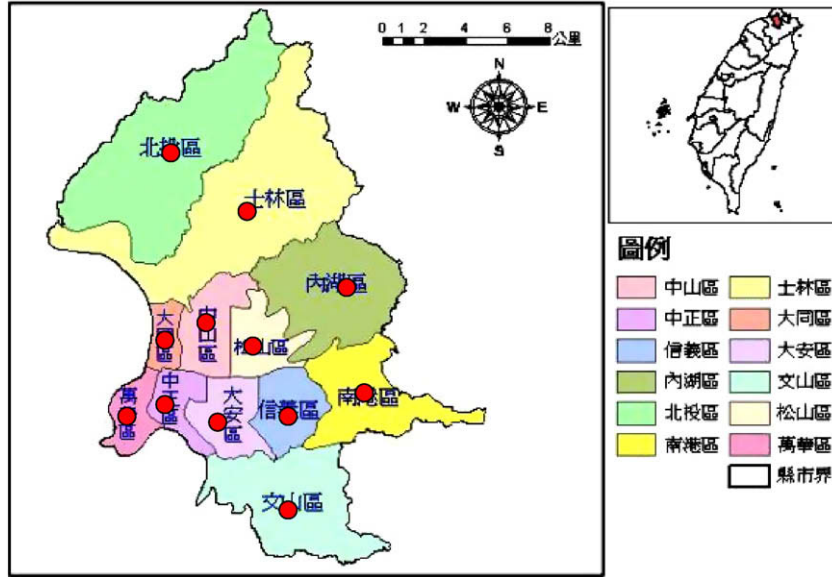 0 1 2 4 6 8
公里
N
W E
S
北投區
士林區
內湖區
大同區
中山區
松山區
萬華區
中正區
大安區
信義區
南港區
文山區
圖例
中山區 士林區
中正區 大同區
信義區 大安區
內湖區 文山區
北投區 松山區
南港區 萬華區
縣市界